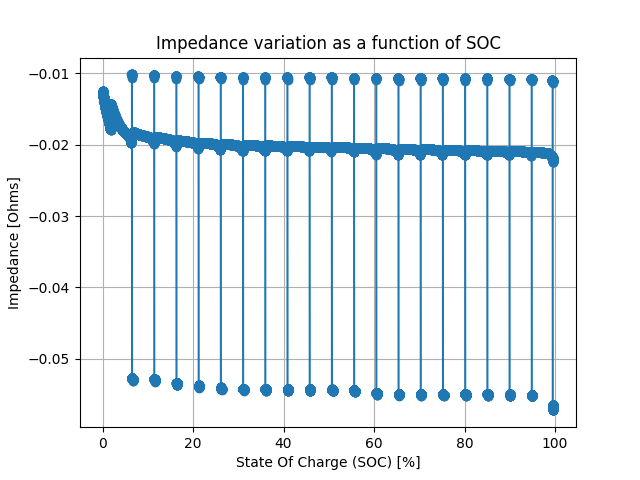 Impedance variation as a function of SOC
−0.01
−0.02
−0.03
−0.04
−0.05
Impedance [Ohms]
0 20 40 60 80 100
State Of Charge (SOC) [%]